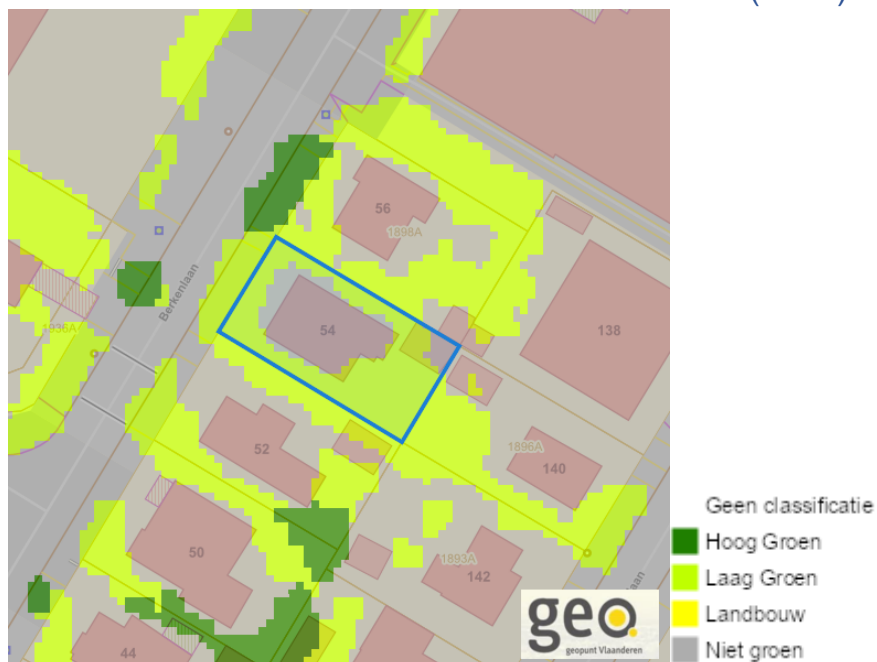 56
1898A
Berkenlaan
54
138
1936A
52
1896A
140
50
1893A
142
laan
44
geo
geopunt Vlaanderen
Geen classificatie
Hoog Groen
Laag Groen
Landbouw
Niet groen